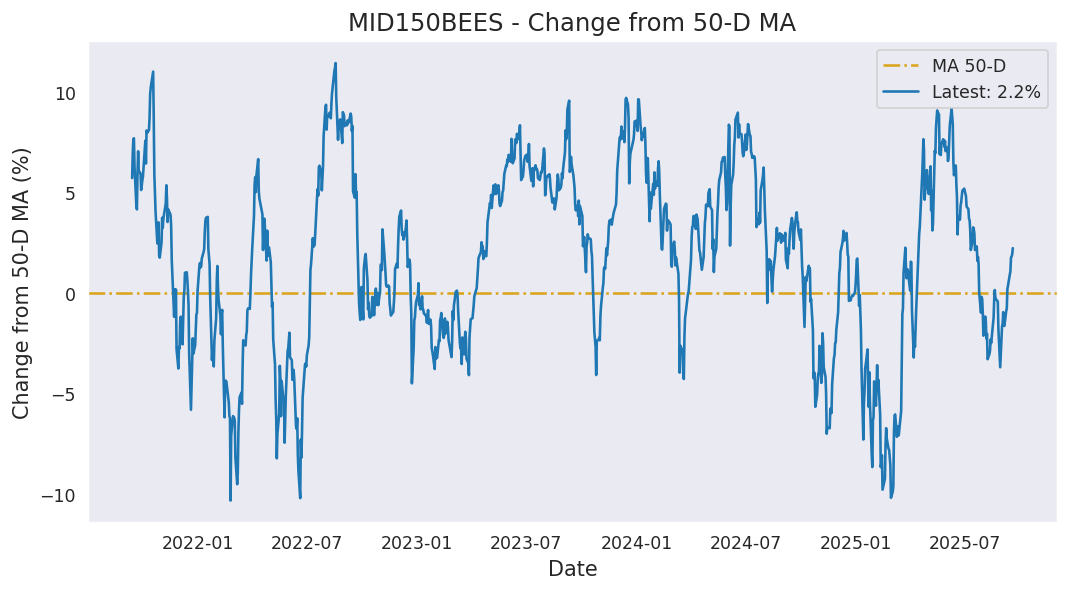 MID150BEES - Change from 50-D MA
MA 50-D
Latest: 2.2%
Change from 50-D MA (%)
10
5
0
−5
−10
2022-01 2022-07 2023-01 2023-07 2024-01 2024-07 2025-01 2025-07
Date